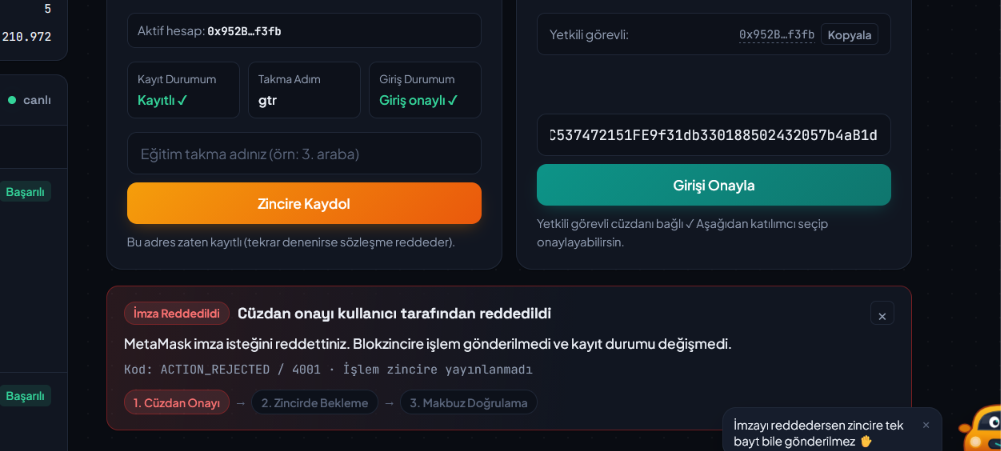 5
210.972
canlı
Başarılı
Başarılı
Aktif hesap: 0x952B…f3fb
Kayıt Durumum
Kayıtlı ✓
Takma Adım
gtr
Giriş Durumum
Giriş onaylı ✓
Eğitim takma adınız (örn: 3. araba)
Zincire Kaydol
Bu adres zaten kayıtlı (tekrar denenirse sözleşme reddeder).
Yetkili görevli:
0x952B…f3fb
Kopyala
C537472151FE9f31db330188502432057b4aB1d
Girişi Onayla
Yetkili görevli cüzdanı bağlı ✓ Aşağıdan katılımcı seçip
onaylayabilirsin.
İmza Reddedildi Cüzdan onayı kullanıcı tarafından reddedildi
×
MetaMask imza isteğini reddettiniz. Blokzincire işlem gönderilmedi ve kayıt durumu değişmedi.
Kod: ACTION_REJECTED / 4001 · İşlem zincire yayınlanmadı
1. Cüzdan Onayı → 2. Zincirde Bekleme → 3. Makbuz Doğrulama
İmzayı reddedersen zincire tek ×
bayt bile gönderilmez 🖐